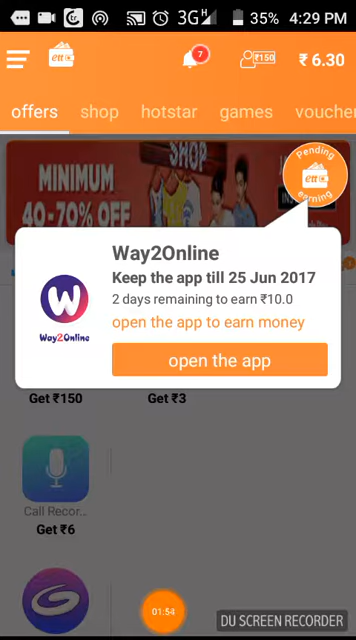 3G H 35% 4:29 PM
ett 7 ₹150 ₹ 6.30
offers shop hotstar games voucher
Pending
ett
earning
SHOP
MINIMUM
40-70% OFF
Way2Online
Keep the app till 25 Jun 2017
2 days remaining to earn ₹10.0
Way2Online
open the app to earn money
open the app
Get ₹150 Get ₹3
Call Recor...
Get ₹6
01:54
DU SCREEN RECORDER